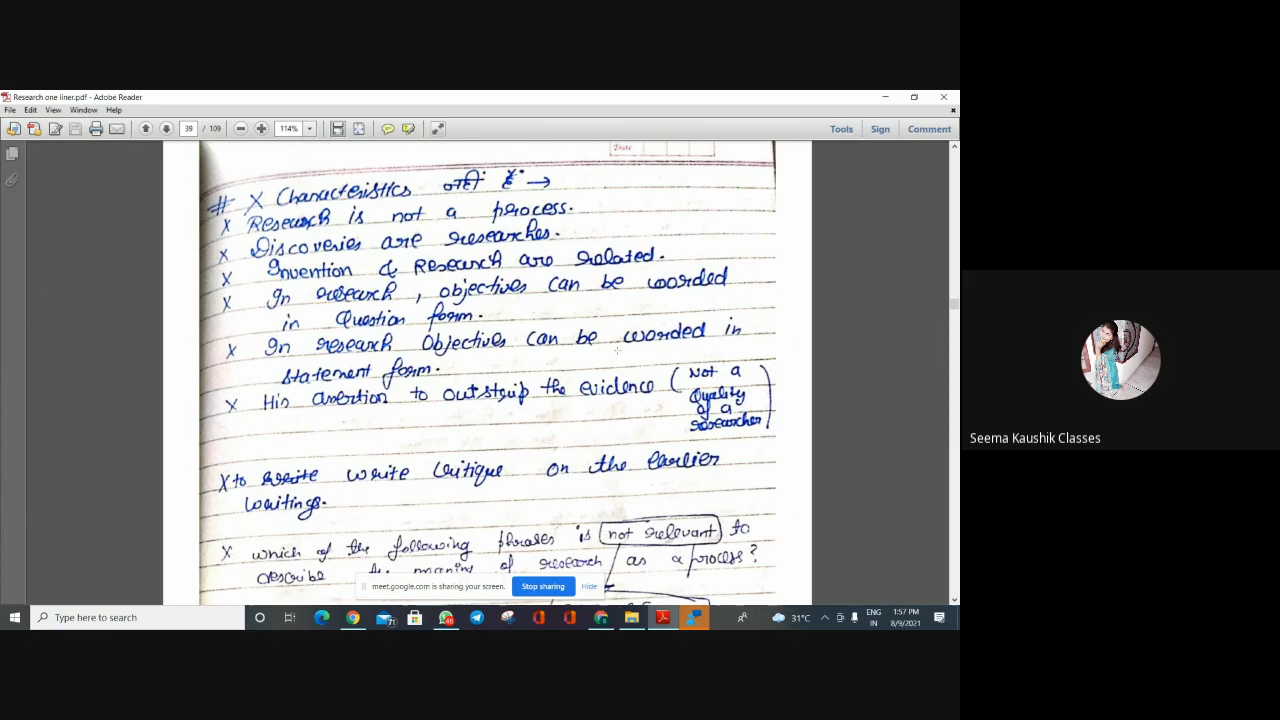 Research one liner.pdf - Adobe Reader
File Edit View Window Help
39 / 109 114% Tools Sign Comment
# X Characteristics नहीं हैं →
X Research is not a process.
X Discoveries are researches.
X Invention & Research are related.
X In research, objectives can be worded
in Question form.
X In research Objectives can be worded in
statement form.
X His assertion to outstrip the evidence (Not a
Quality
of a
researcher)
X to write critique on the earlier
writings.
X which of the following phrases is not relevant to
describe the meaning of research as a process?
meet.google.com is sharing your screen. Stop sharing Hide
Seema Kaushik Classes
Type here to search
31°C
ENG
IN
1:57 PM
8/9/2021